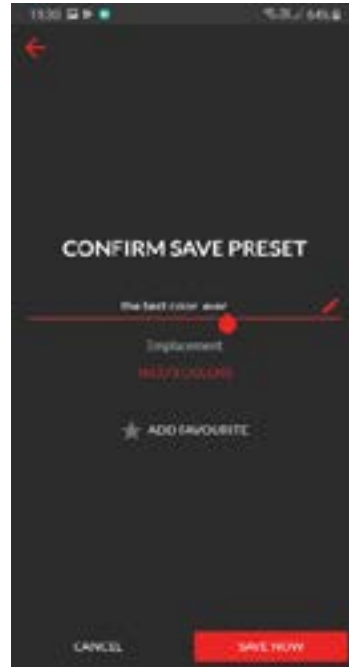 CONFIRM SAVE PRESET
the best color ever
Emplacement
ADD FAVOURITE
CANCEL
SAVE NOW